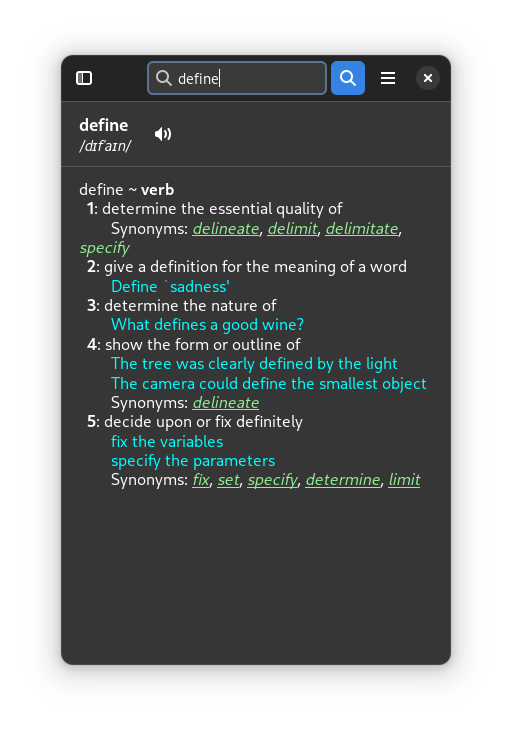 define
define
/dɪfˈaɪn/
define ~ verb
1: determine the essential quality of
Synonyms: delineate, delimit, delimitate,
specify
2: give a definition for the meaning of a word
Define `sadness'
3: determine the nature of
What defines a good wine?
4: show the form or outline of
The tree was clearly defined by the light
The camera could define the smallest object
Synonyms: delineate
5: decide upon or fix definitely
fix the variables
specify the parameters
Synonyms: fix, set, specify, determine, limit